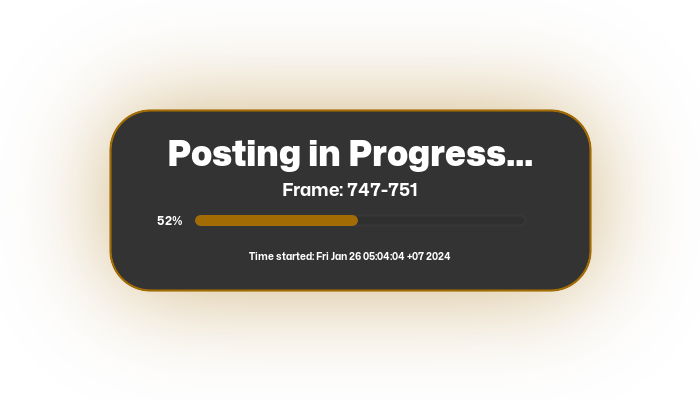 Posting in Progress...
Frame: 747-751
52%
Time started: Fri Jan 26 05:04:04 +07 2024